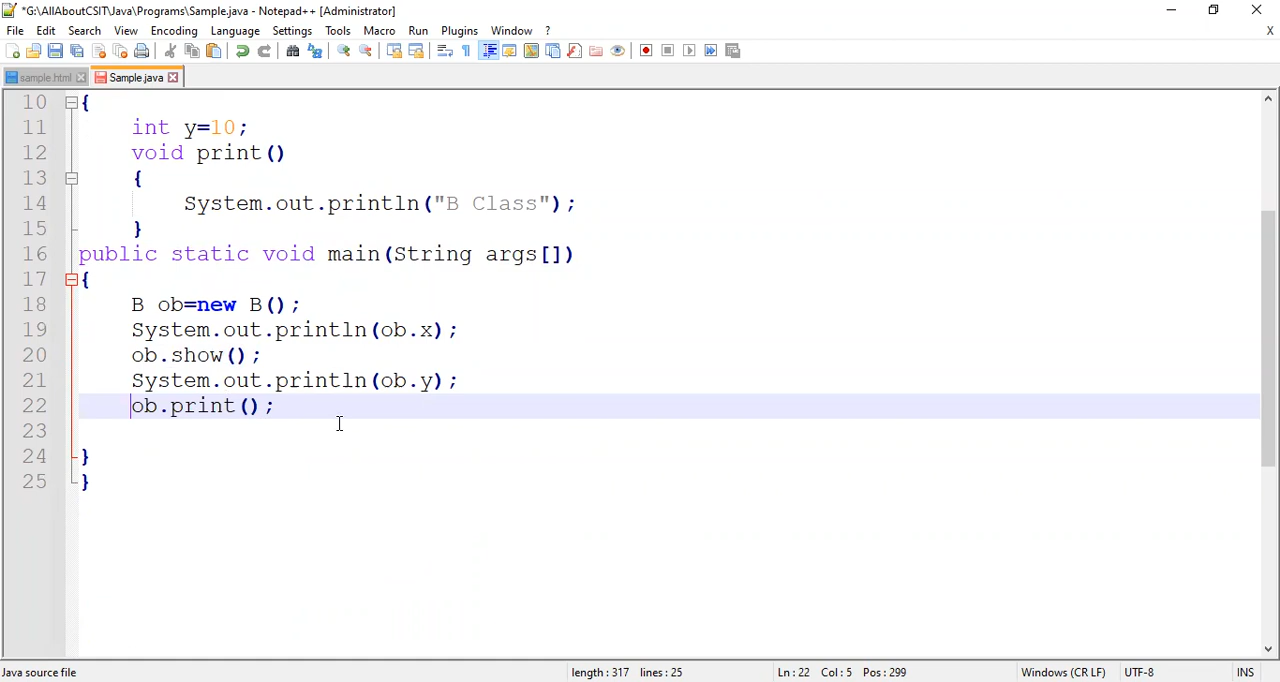 *G:\AllAboutCSIT\Java\Programs\Sample.java - Notepad++ [Administrator]
File Edit Search View Encoding Language Settings Tools Macro Run Plugins Window ? X
sample.html Sample.java
10 {
11 int y=10;
12 void print()
13 {
14 System.out.println("B Class");
15 }
16 public static void main(String args[])
17 {
18 B ob=new B();
19 System.out.println(ob.x);
20 ob.show();
21 System.out.println(ob.y);
22 ob.print();
23
24 }
25 }
Java source file length : 317 lines : 25 Ln : 22 Col : 5 Pos : 299 Windows (CR LF) UTF-8 INS